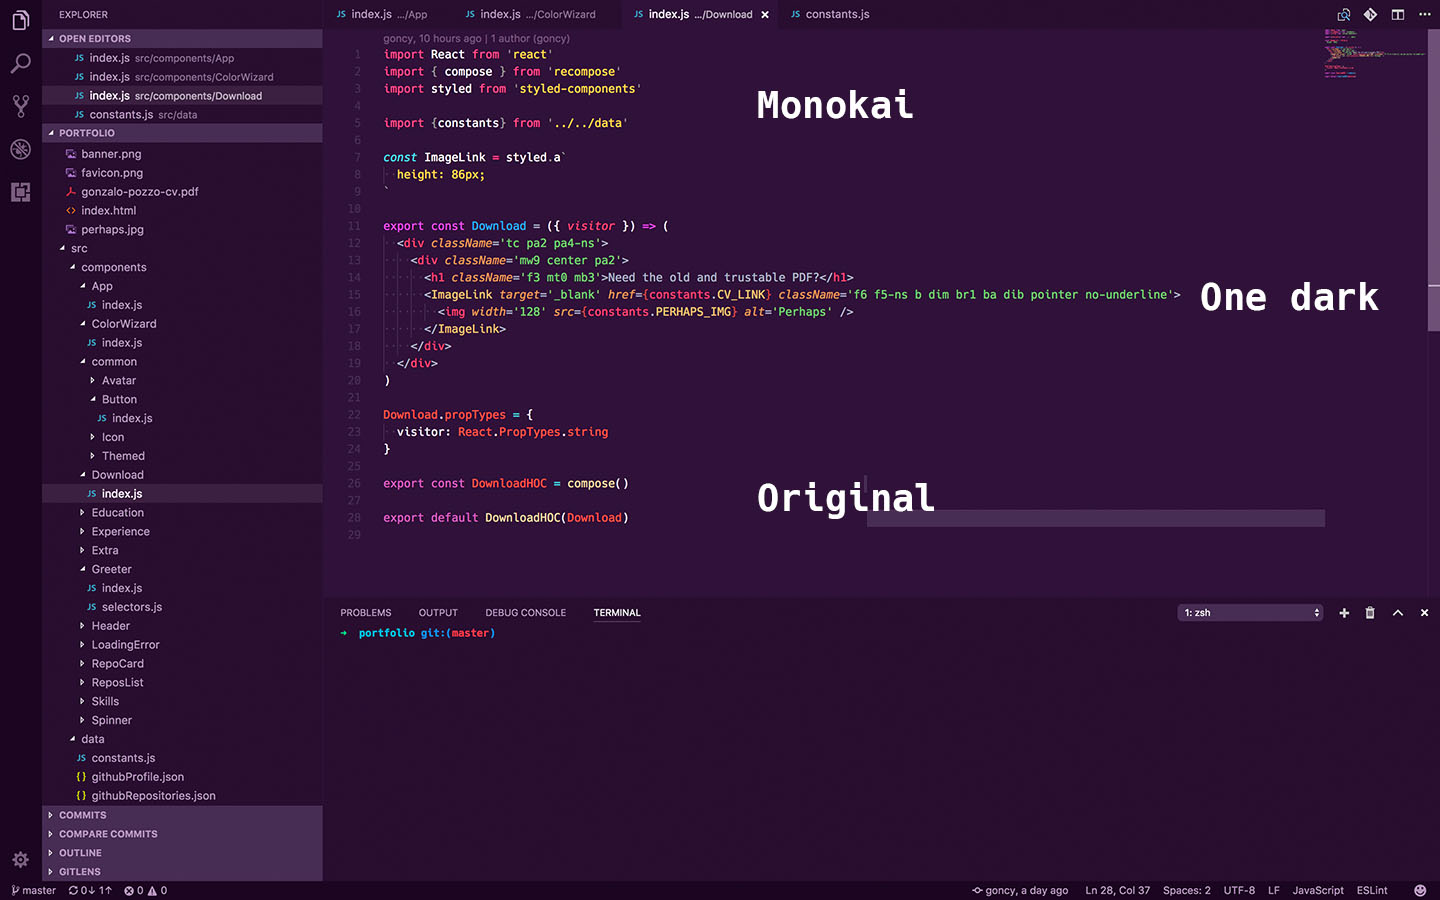 EXPLORER
OPEN EDITORS
JS index.js src/components/App
JS index.js src/components/ColorWizard
JS index.js src/components/Download
JS constants.js src/data
PORTFOLIO
banner.png
favicon.png
gonzalo-pozzo-cv.pdf
index.html
perhaps.jpg
src
components
App
JS index.js
ColorWizard
JS index.js
common
Avatar
Button
JS index.js
Icon
Themed
Download
JS index.js
Education
Experience
Extra
Greeter
JS index.js
JS selectors.js
Header
LoadingError
RepoCard
ReposList
Skills
Spinner
data
JS constants.js
{} githubProfile.json
{} githubRepositories.json
COMMITS
COMPARE COMMITS
OUTLINE
GITLENS
JS index.js .../App JS index.js .../ColorWizard JS index.js .../Download × JS constants.js
goncy, 10 hours ago | 1 author (goncy)
1 import React from 'react'
2 import { compose } from 'recompose'
3 import styled from 'styled-components'
4
5 import {constants} from '../../data'
6
7 const ImageLink = styled.a`
8 height: 86px;
9 `
10
11 export const Download = ({ visitor }) => (
12 <div className='tc pa2 pa4-ns'>
13 <div className='mw9 center pa2'>
14 <h1 className='f3 mt0 mb3'>Need the old and trustable PDF?</h1>
15 <ImageLink target='_blank' href={constants.CV_LINK} className='f6 f5-ns b dim br1 ba dib pointer no-underline'>
16 <img width='128' src={constants.PERHAPS_IMG} alt='Perhaps' />
17 </ImageLink>
18 </div>
19 </div>
20 )
21
22 Download.propTypes = {
23 visitor: React.PropTypes.string
24 }
25
26 export const DownloadHOC = compose()
27
28 export default DownloadHOC(Download)
29
Monokai
One dark
Original
PROBLEMS OUTPUT DEBUG CONSOLE TERMINAL 1: zsh
➜ portfolio git:(master)
master 0↓ 1↑ 0 0 goncy, a day ago Ln 28, Col 37 Spaces: 2 UTF-8 LF JavaScript ESLint